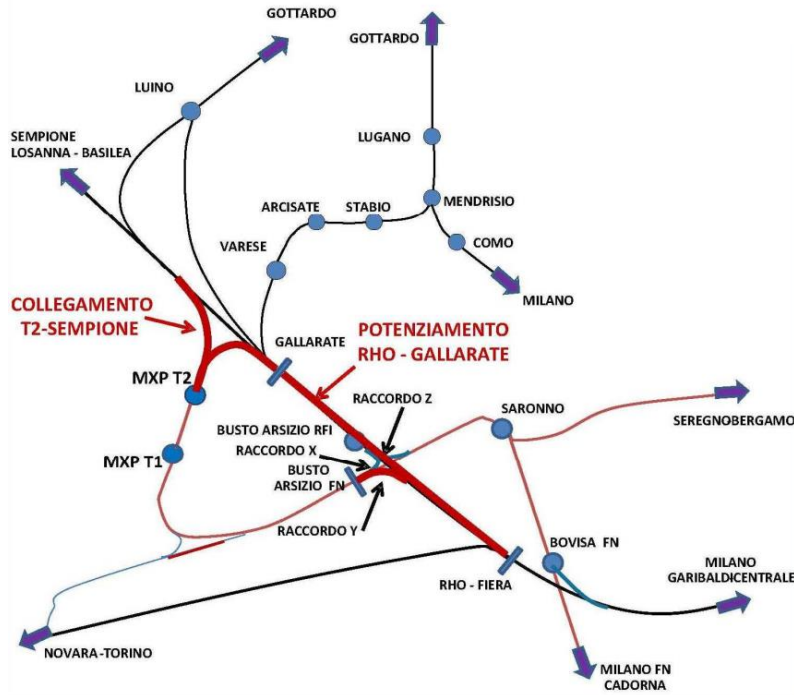 GOTTARDO
GOTTARDO
LUINO
SEMPIONE
LOSANNA - BASILEA
LUGANO
ARCISATE
STABIO
MENDRISIO
VARESE
COMO
MILANO
COLLEGAMENTO
T2-SEMPIONE
POTENZIAMENTO
RHO - GALLARATE
GALLARATE
MXP T2
RACCORDO Z
SARONNO
SEREGNOBERGAMO
BUSTO ARSIZIO RFI
RACCORDO X
MXP T1
BUSTO
ARSIZIO FN
RACCORDO Y
BOVISA FN
RHO - FIERA
MILANO
GARIBALDICENTRALE
NOVARA-TORINO
MILANO FN
CADORNA